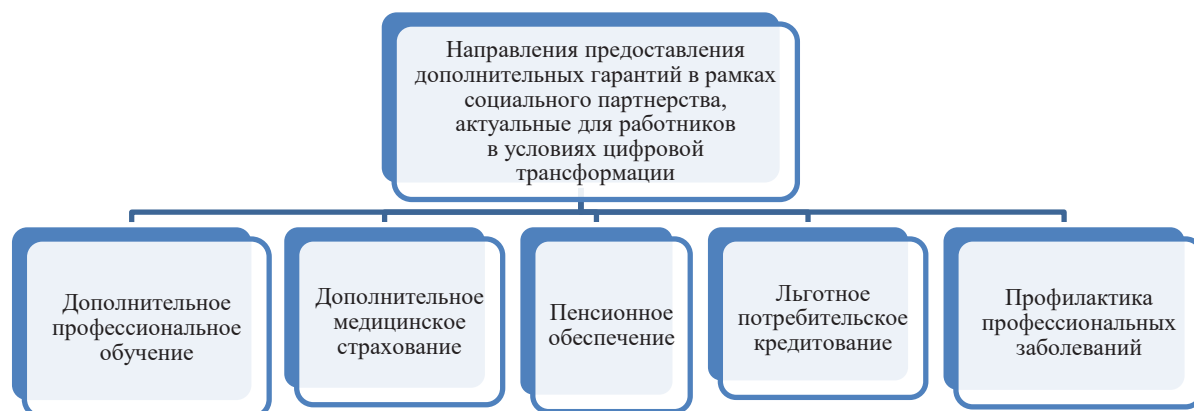 Направления предоставления
дополнительных гарантий в рамках
социального партнерства,
актуальные для работников
в условиях цифровой
трансформации
Дополнительное
профессиональное
обучение
Дополнительное
медицинское
страхование
Пенсионное
обеспечение
Льготное
потребительское
кредитование
Профилактика
профессиональных
заболеваний